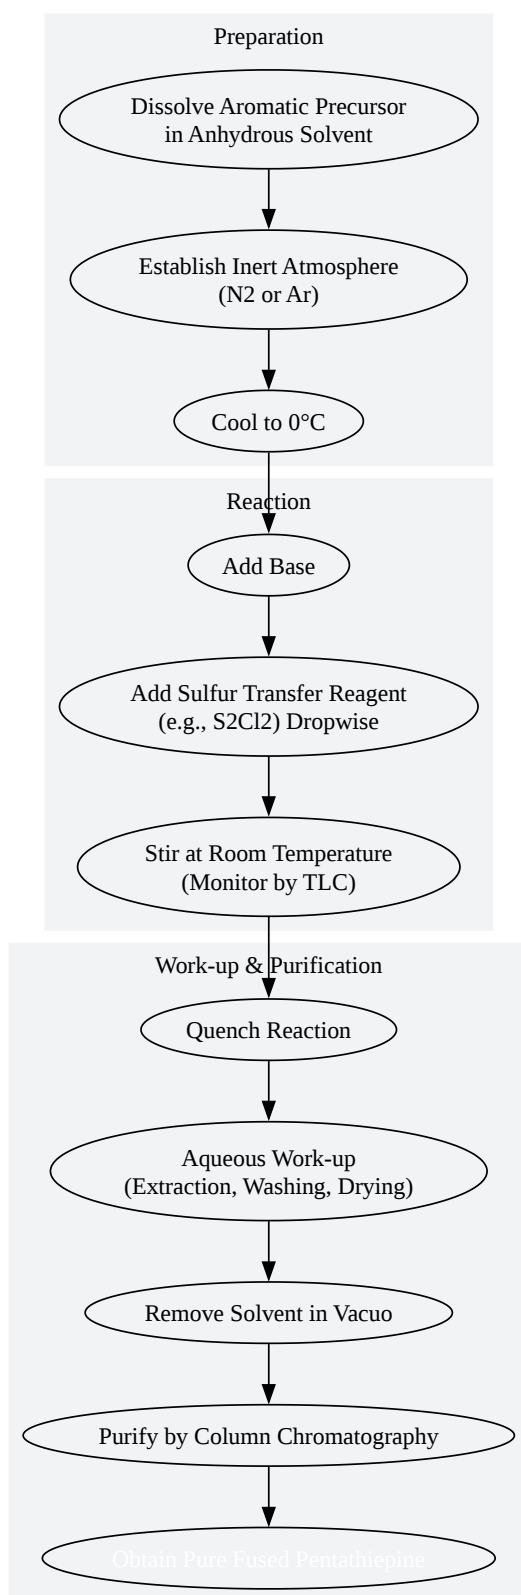 Preparation
Dissolve Aromatic Precursor
in Anhydrous Solvent
Establish Inert Atmosphere
(N2 or Ar)
Cool to 0°C
Reaction
Add Base
Add Sulfur Transfer Reagent
(e.g., S2Cl2) Dropwise
Stir at Room Temperature
(Monitor by TLC)
Work-up & Purification
Quench Reaction
Aqueous Work-up
(Extraction, Washing, Drying)
Remove Solvent in Vacuo
Purify by Column Chromatography
Obtain Pure Fused Pentathiepine